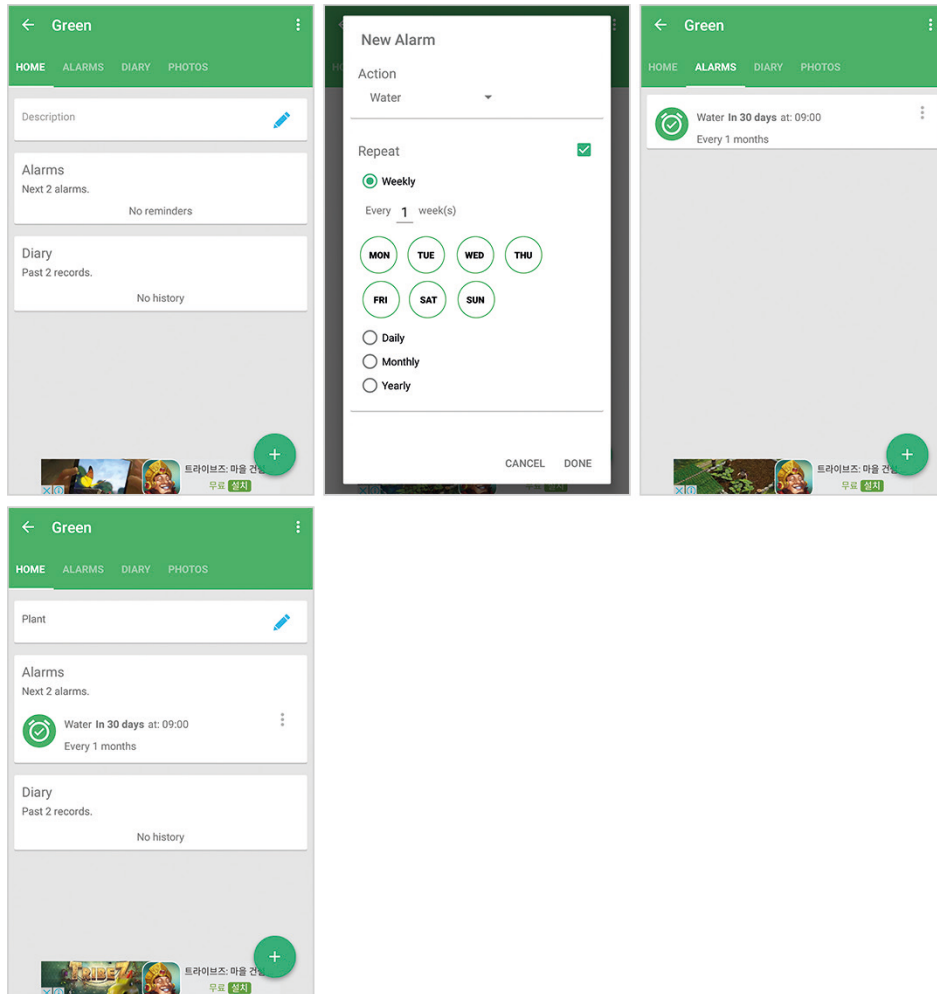 Green
HOME ALARMS DIARY PHOTOS
Description
Alarms
Next 2 alarms.
No reminders
Diary
Past 2 records.
No history
+
트라이브즈: 마을 건
무료 설치
New Alarm
Action
Water
Repeat
Weekly
Every 1 week(s)
MON TUE WED THU
FRI SAT SUN
Daily
Monthly
Yearly
CANCEL DONE
Green
HOME ALARMS DIARY PHOTOS
Water In 30 days at: 09:00
Every 1 months
+
트라이브즈: 마을 건
무료 설치
Green
HOME ALARMS DIARY PHOTOS
Plant
Alarms
Next 2 alarms.
Water In 30 days at: 09:00
Every 1 months
Diary
Past 2 records.
No history
+
트라이브즈: 마을 건
무료 설치